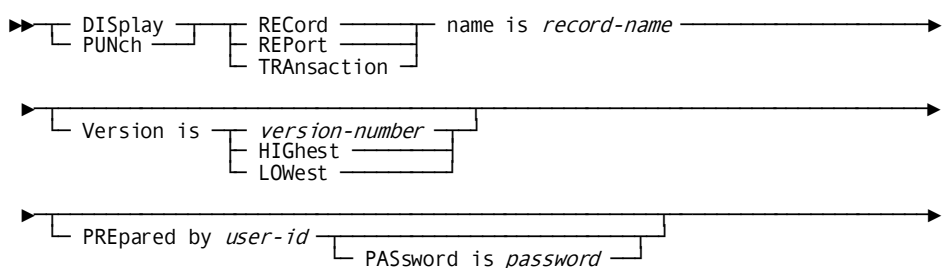 DISplay RECord name is record-name
PUNch REPort
TRAnsaction
Version is version-number
HIGhest
LOWest
PREpared by user-id
PASsword is password